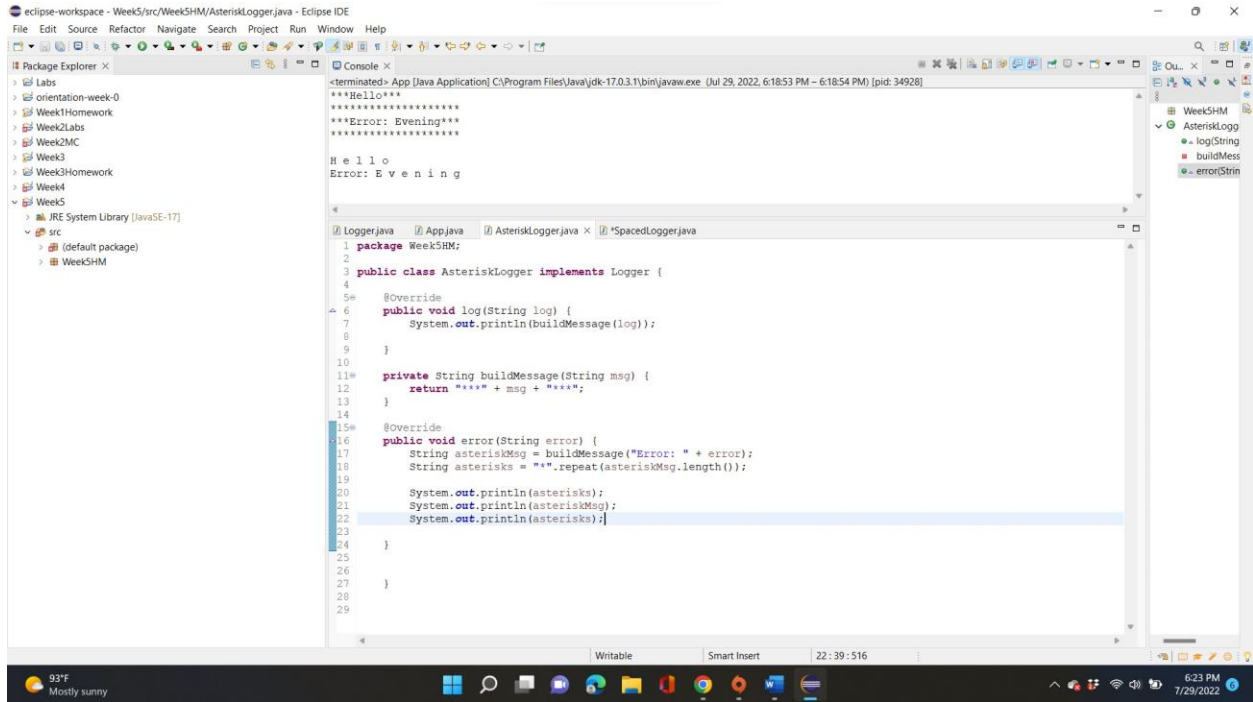 eclipse-workspace - Week5/src/Week5HM/AsteriskLogger.java - Eclipse IDE
File Edit Source Refactor Navigate Search Project Run Window Help
Package Explorer
Labs
orientation-week-0
Week1Homework
Week2Labs
Week2MC
Week3
Week3Homework
Week4
Week5
JRE System Library [JavaSE-17]
src
(default package)
Week5HM
Console
<terminated> App [Java Application] C:\Program Files\Java\jdk-17.0.3.1\bin\javaw.exe (Jul 29, 2022, 6:18:53 PM – 6:18:54 PM) [pid: 34928]
***Hello***
********************
***Error: Evening***
********************
H e l l o
Error: E v e n i n g
Logger.java App.java AsteriskLogger.java *SpacedLogger.java
1 package Week5HM;
2
3 public class AsteriskLogger implements Logger {
4
5 @Override
6 public void log(String log) {
7 System.out.println(buildMessage(log));
8
9 }
10
11 private String buildMessage(String msg) {
12 return "***" + msg + "***";
13 }
14
15 @Override
16 public void error(String error) {
17 String asteriskMsg = buildMessage("Error: " + error);
18 String asterisks = "*".repeat(asteriskMsg.length());
19
20 System.out.println(asterisks);
21 System.out.println(asteriskMsg);
22 System.out.println(asterisks);
23
24 }
25
26
27 }
28
29
Ou...
Week5HM
AsteriskLogg
log(String
buildMess
error(Strin
Writable Smart Insert 22 : 39 : 516
93°F
Mostly sunny
6:23 PM
7/29/2022
6